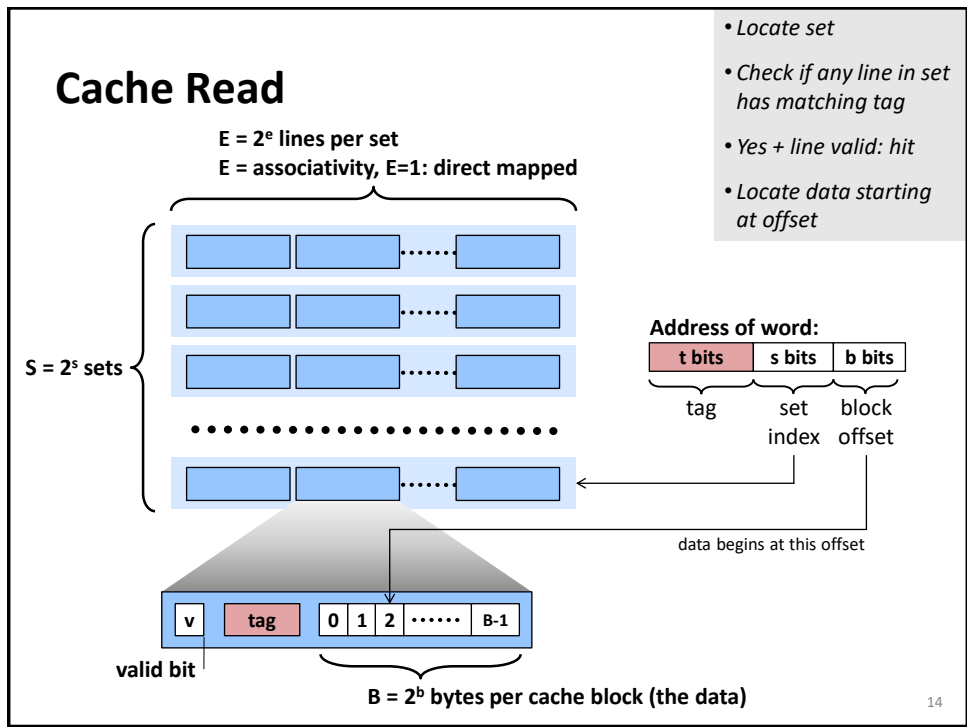 Cache Read
• Locate set
• Check if any line in set
has matching tag
• Yes + line valid: hit
• Locate data starting
at offset
E = 2ᵉ lines per set
E = associativity, E=1: direct mapped
S = 2ˢ sets
Address of word:
t bits s bits b bits
tag set block
index offset
data begins at this offset
v tag 0 1 2 •••••• B-1
valid bit
B = 2ᵇ bytes per cache block (the data)
14